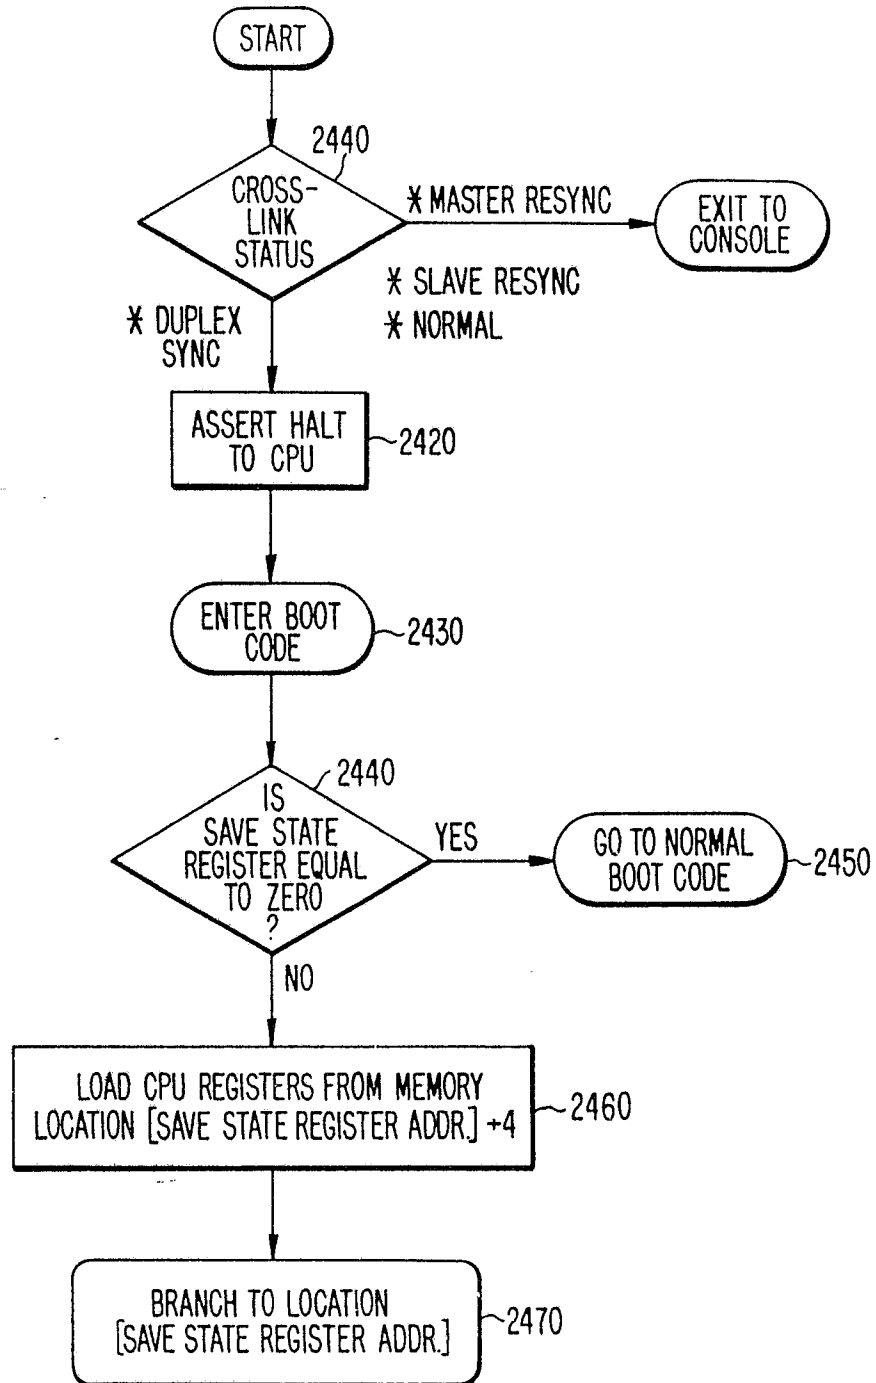 START
2440
CROSS-
LINK
STATUS
* MASTER RESYNC
EXIT TO
CONSOLE
* SLAVE RESYNC
* NORMAL
* DUPLEX
SYNC
ASSERT HALT
TO CPU
2420
ENTER BOOT
CODE
2430
2440
IS
SAVE STATE
REGISTER EQUAL
TO ZERO
?
YES
GO TO NORMAL
BOOT CODE
2450
NO
LOAD CPU REGISTERS FROM MEMORY
LOCATION [SAVE STATE REGISTER ADDR.] +4
2460
BRANCH TO LOCATION
[SAVE STATE REGISTER ADDR.]
2470